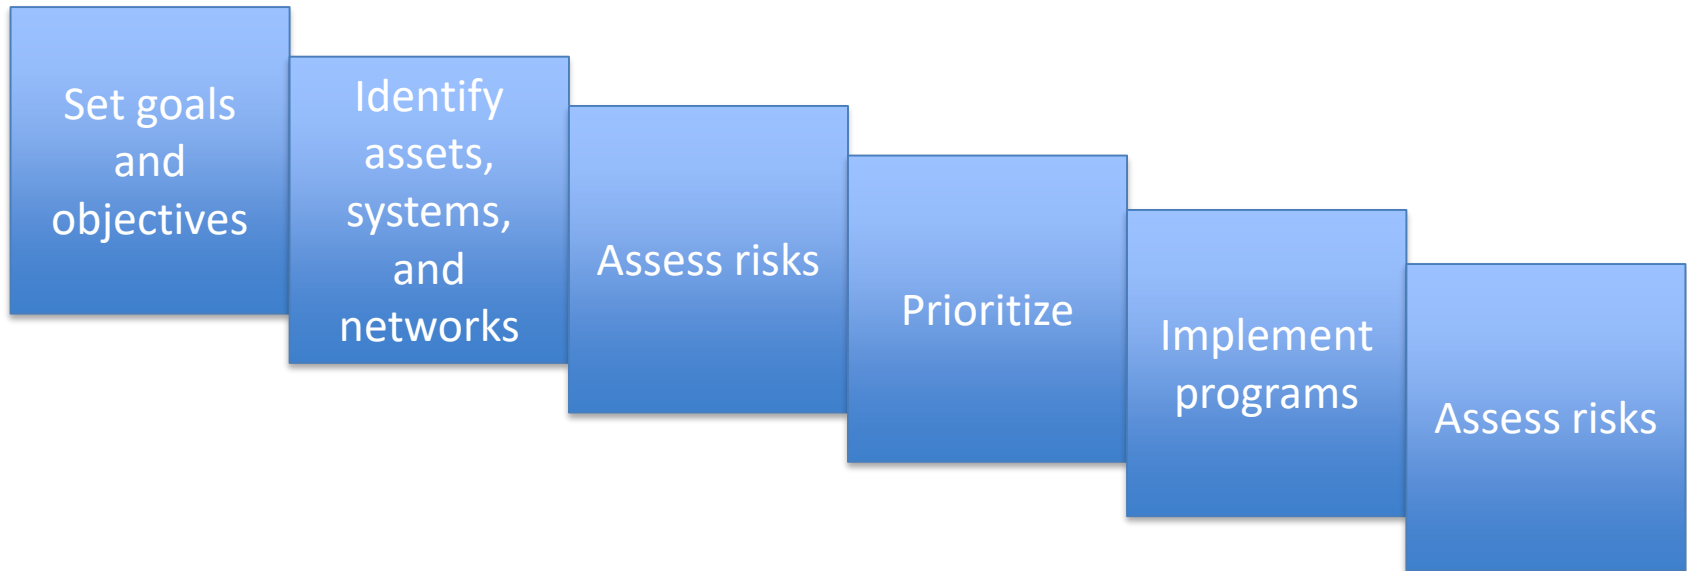 Set goals
and
objectives
Identify
assets,
systems,
and
networks
Assess risks
Prioritize
Implement
programs
Assess risks